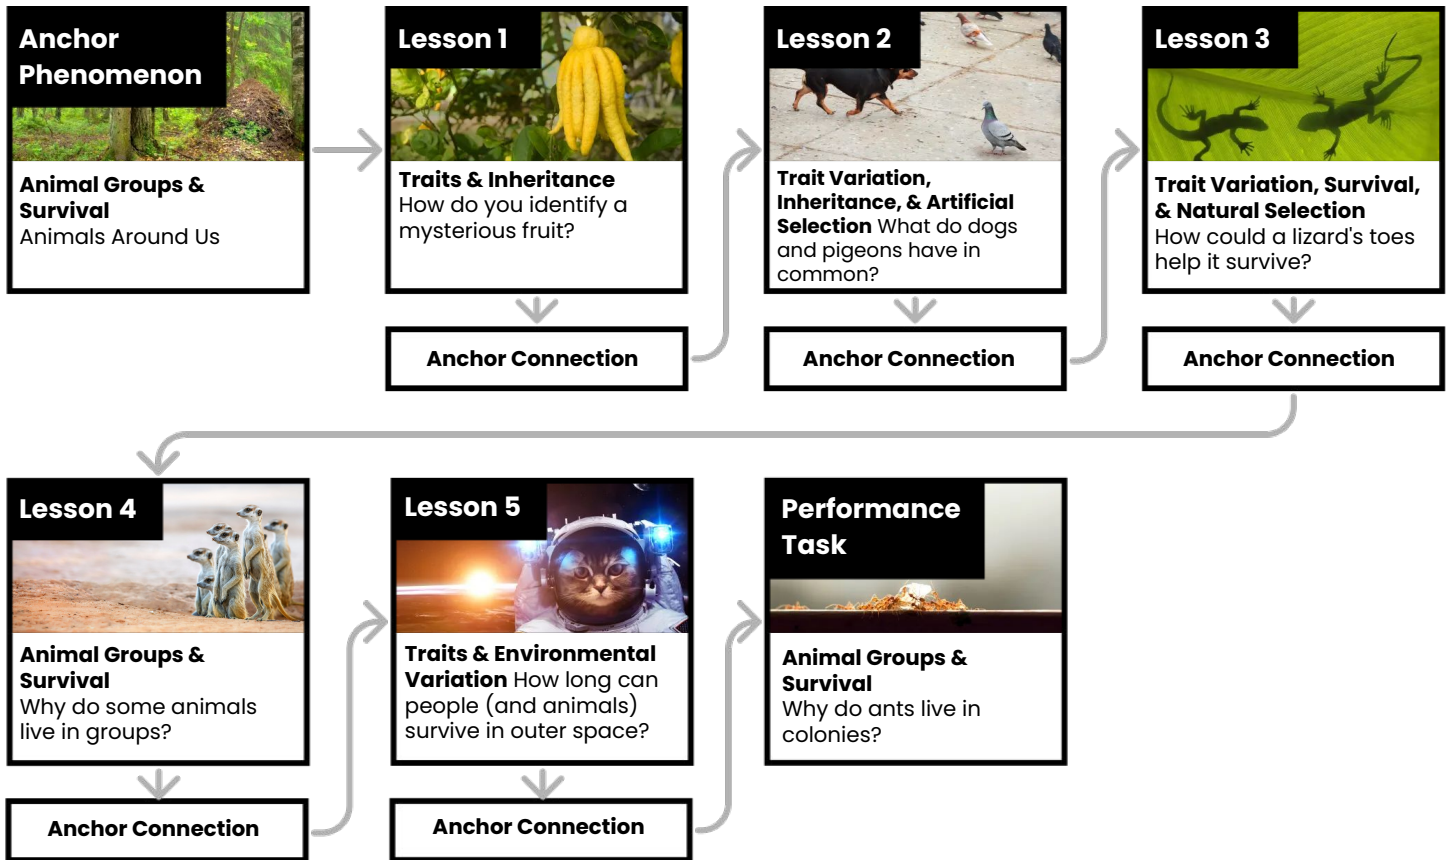 Anchor
Phenomenon
Animal Groups &
Survival
Animals Around Us
Lesson 1
Traits & Inheritance
How do you identify a
mysterious fruit?
Anchor Connection
Lesson 2
Trait Variation,
Inheritance, & Artificial
Selection What do dogs
and pigeons have in
common?
Anchor Connection
Lesson 3
Trait Variation, Survival,
& Natural Selection
How could a lizard's toes
help it survive?
Anchor Connection
Lesson 4
Animal Groups &
Survival
Why do some animals
live in groups?
Anchor Connection
Lesson 5
Traits & Environmental
Variation How long can
people (and animals)
survive in outer space?
Anchor Connection
Performance
Task
Animal Groups &
Survival
Why do ants live in
colonies?